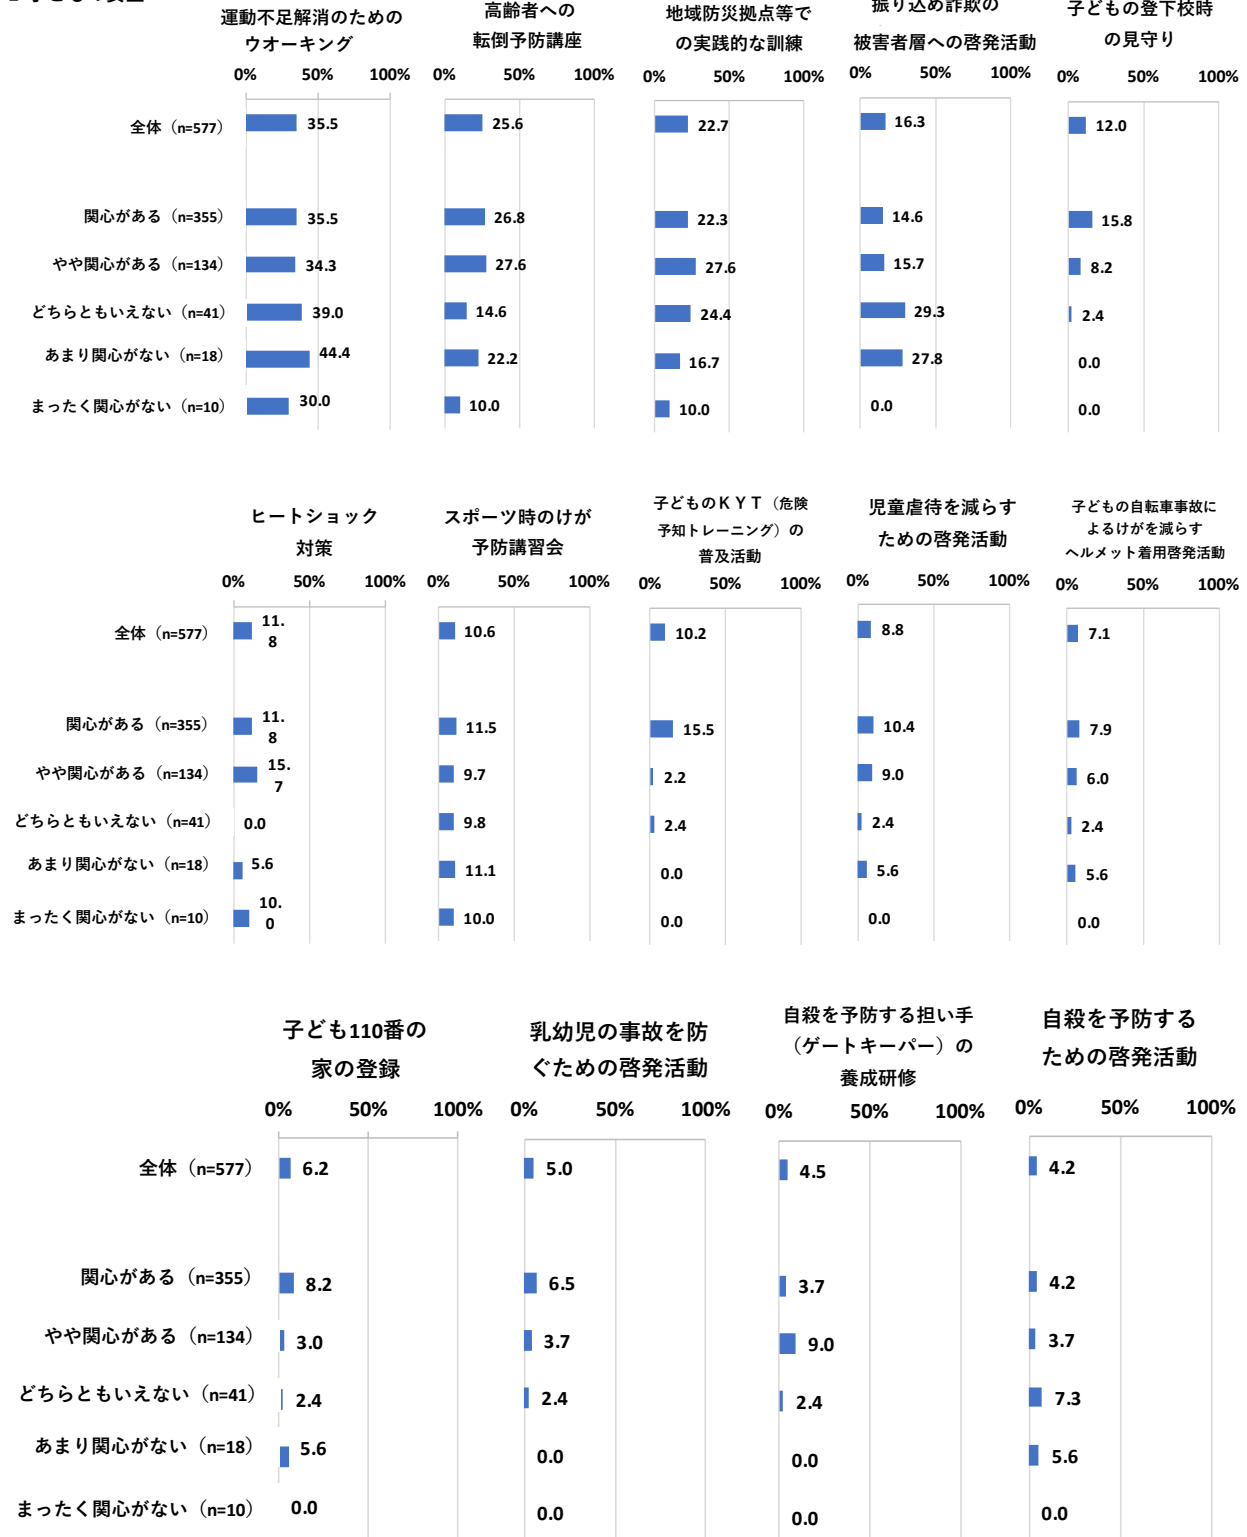 運動不足解消のための
ウオーキング
高齢者への
転倒予防講座
地域防災拠点等で
の実践的な訓練
振り込め詐欺の
被害者層への啓発活動
子どもの登下校時
の見守り
0% 50% 100% 0% 50% 100% 0% 50% 100% 0% 50% 100% 0% 50% 100%
全体（n=577） 35.5 25.6 22.7 16.3 12.0
関心がある（n=355） 35.5 26.8 22.3 14.6 15.8
やや関心がある（n=134） 34.3 27.6 27.6 15.7 8.2
どちらともいえない（n=41） 39.0 14.6 24.4 29.3 2.4
あまり関心がない（n=18） 44.4 22.2 16.7 27.8 0.0
まったく関心がない（n=10） 30.0 10.0 10.0 0.0 0.0
ヒートショック
対策
スポーツ時のけが
予防講習会
子どものＫＹＴ（危険
予知トレーニング）の
普及活動
児童虐待を減らす
ための啓発活動
子どもの自転車事故に
よるけがを減らす
ヘルメット着用啓発活動
0% 50% 100% 0% 50% 100% 0% 50% 100% 0% 50% 100% 0% 50% 100%
全体（n=577） 11.8 10.6 10.2 8.8 7.1
関心がある（n=355） 11.8 11.5 15.5 10.4 7.9
やや関心がある（n=134） 15.7 9.7 2.2 9.0 6.0
どちらともいえない（n=41） 0.0 9.8 2.4 2.4 2.4
あまり関心がない（n=18） 5.6 11.1 0.0 5.6 5.6
まったく関心がない（n=10） 10.0 10.0 0.0 0.0 0.0
子ども110番の
家の登録
乳幼児の事故を防
ぐための啓発活動
自殺を予防する担い手
（ゲートキーパー）の
養成研修
自殺を予防する
ための啓発活動
0% 50% 100% 0% 50% 100% 0% 50% 100% 0% 50% 100%
全体（n=577） 6.2 5.0 4.5 4.2
関心がある（n=355） 8.2 6.5 3.7 4.2
やや関心がある（n=134） 3.0 3.7 9.0 3.7
どちらともいえない（n=41） 2.4 2.4 2.4 7.3
あまり関心がない（n=18） 5.6 0.0 0.0 5.6
まったく関心がない（n=10） 0.0 0.0 0.0 0.0